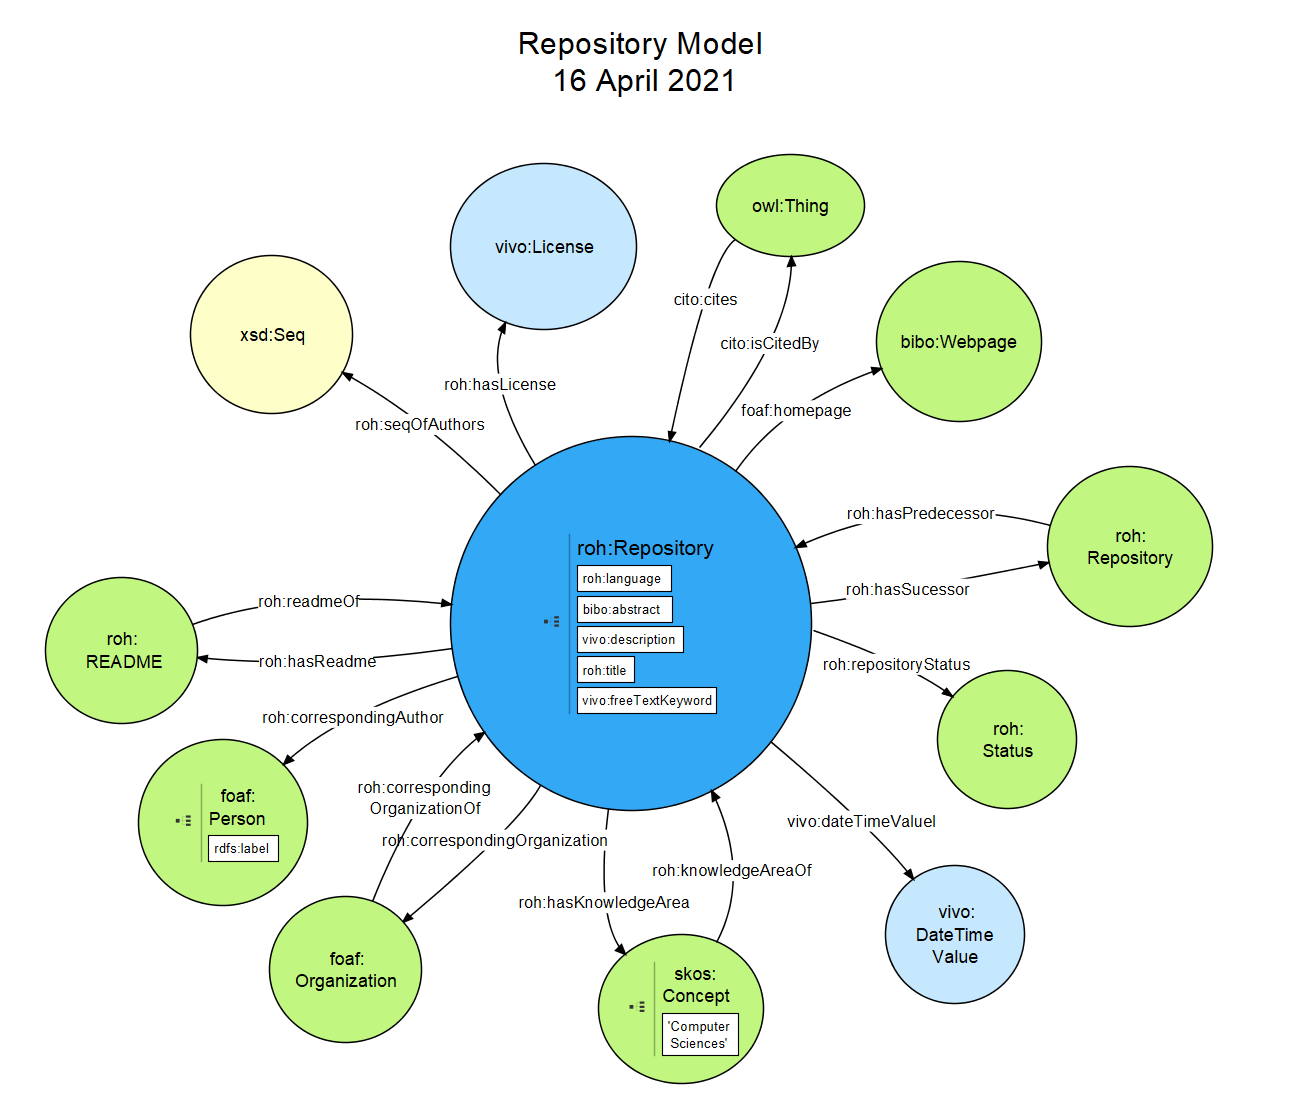 Repository Model
16 April 2021
owl:Thing
vivo:License
cito:cites
xsd:Seq
cito:isCitedBy
bibo:Webpage
roh:hasLicense
foaf:homepage
roh:seqOfAuthors
roh:hasPredecessor
roh:
Repository
roh:hasSucessor
roh:Repository
roh:language
bibo:abstract
vivo:description
roh:title
vivo:freeTextKeyword
roh:readmeOf
roh:
README
roh:hasReadme
roh:repositoryStatus
roh:
Status
roh:correspondingAuthor
foaf:
Person
rdfs:label
roh:corresponding
OrganizationOf
roh:correspondingOrganization
vivo:dateTimeValuel
roh:knowledgeAreaOf
roh:hasKnowledgeArea
vivo:
DateTime
Value
foaf:
Organization
skos:
Concept
'Computer
Sciences'